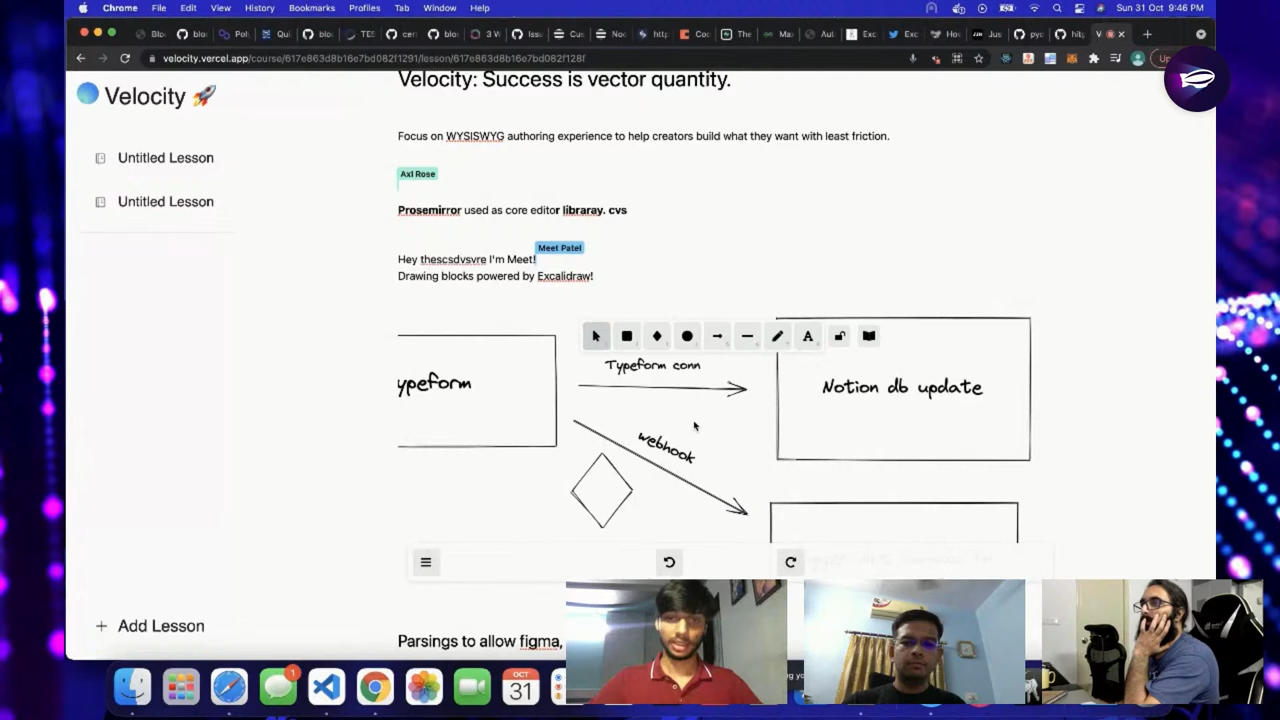 Chrome File Edit View History Bookmarks Profiles Tab Window Help Sun 31 Oct 9:46 PM
velocity.vercel.app/course/617e863d8b16e7bd082f1291/lesson/617e863d8b16e7bd082f128f
Velocity 🚀
Untitled Lesson
Untitled Lesson
Add Lesson
Velocity: Success is vector quantity.
Focus on WYSISWYG authoring experience to help creators build what they want with least friction.
Axl Rose
Prosemirror used as core editor libraray. cvs
Meet Patel
Hey thescsdvsvre I'm Meet!
Drawing blocks powered by Excalidraw!
Typeform conn
ypeform
Notion db update
webhook
Parsings to allow figma,
OCT
31
1